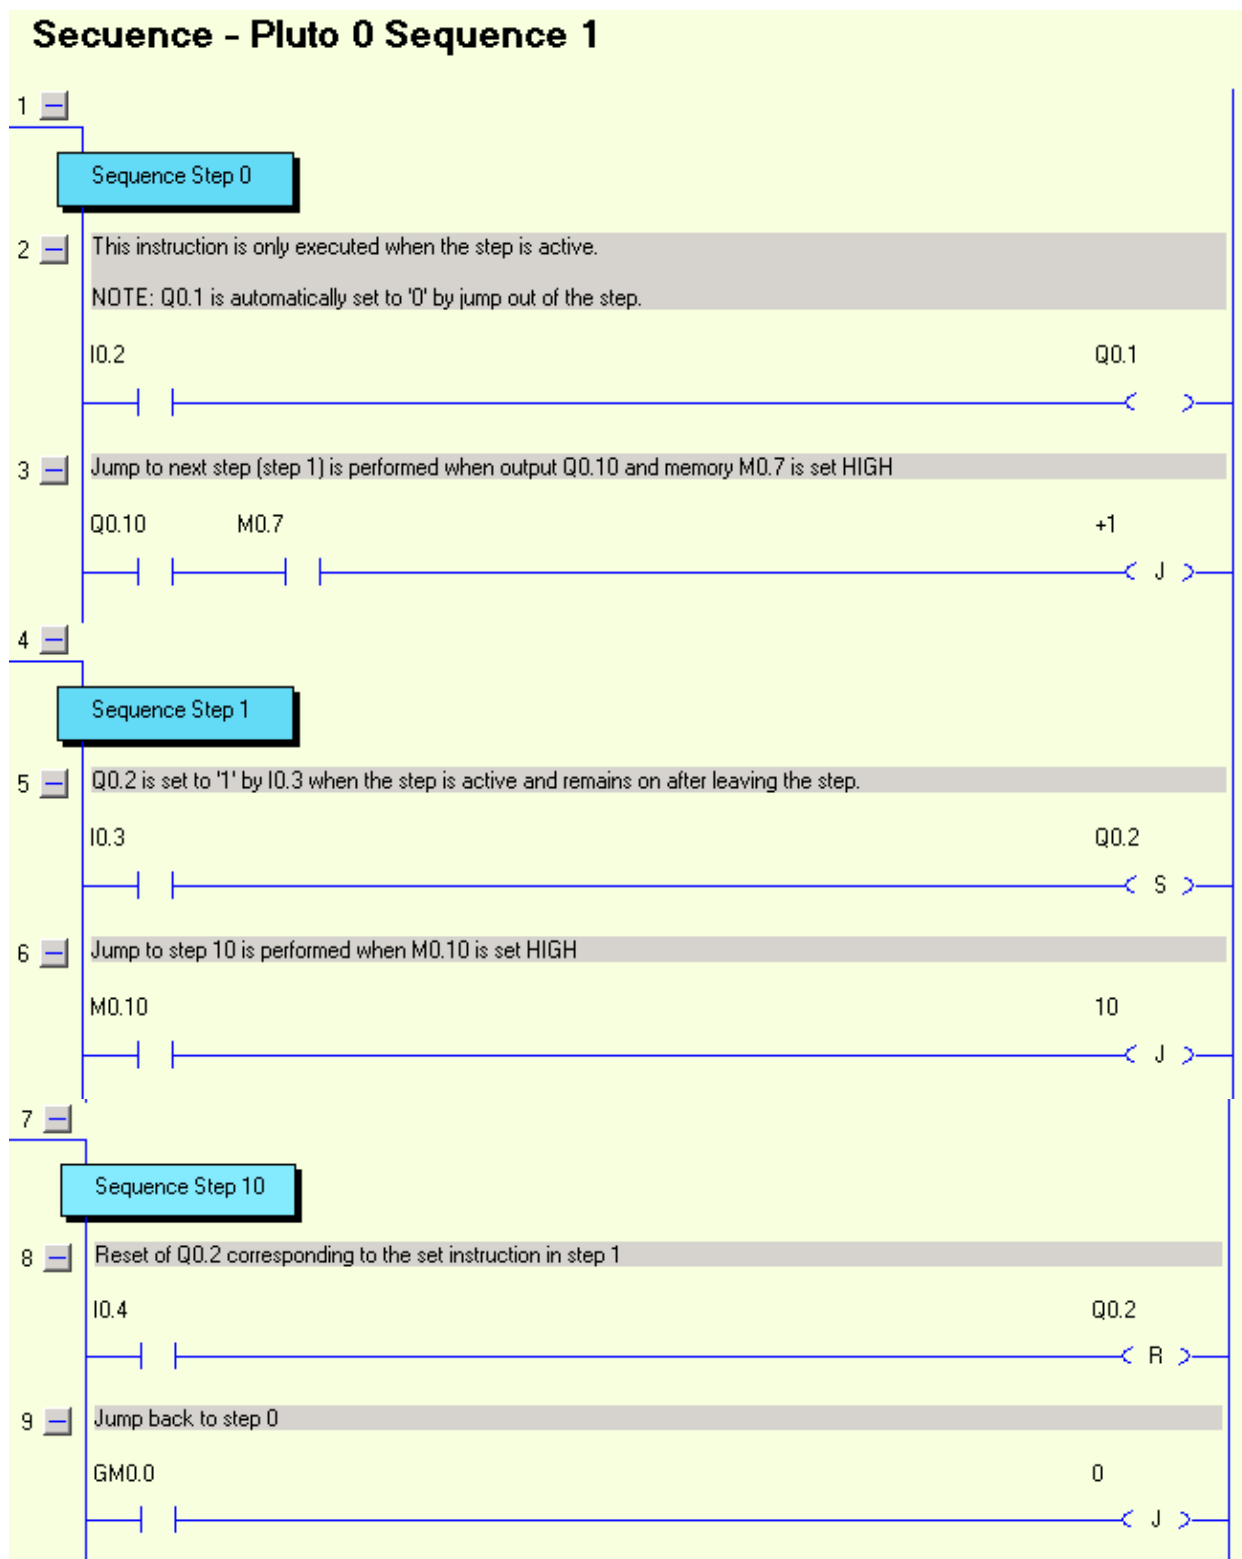 Secuence - Pluto 0 Sequence 1
1
Sequence Step 0
2 This instruction is only executed when the step is active.
NOTE: Q0.1 is automatically set to '0' by jump out of the step.
I0.2 Q0.1
3 Jump to next step (step 1) is performed when output Q0.10 and memory M0.7 is set HIGH
Q0.10 M0.7 +1
J
4
Sequence Step 1
5 Q0.2 is set to '1' by I0.3 when the step is active and remains on after leaving the step.
I0.3 Q0.2
S
6 Jump to step 10 is performed when M0.10 is set HIGH
M0.10 10
J
7
Sequence Step 10
8 Reset of Q0.2 corresponding to the set instruction in step 1
I0.4 Q0.2
R
9 Jump back to step 0
GM0.0 0
J